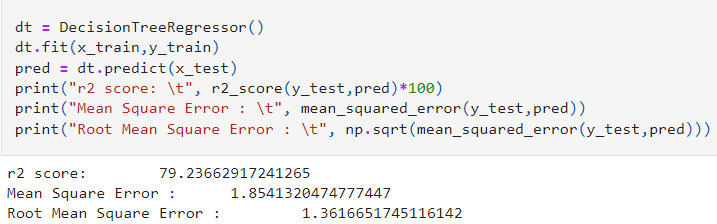 dt = DecisionTreeRegressor()
dt.fit(x_train,y_train)
pred = dt.predict(x_test)
print("r2 score: \t", r2_score(y_test,pred)*100)
print("Mean Square Error : \t", mean_squared_error(y_test,pred))
print("Root Mean Square Error : \t", np.sqrt(mean_squared_error(y_test,pred)))
r2 score: 79.23662917241265
Mean Square Error : 1.8541320474777447
Root Mean Square Error : 1.3616651745116142